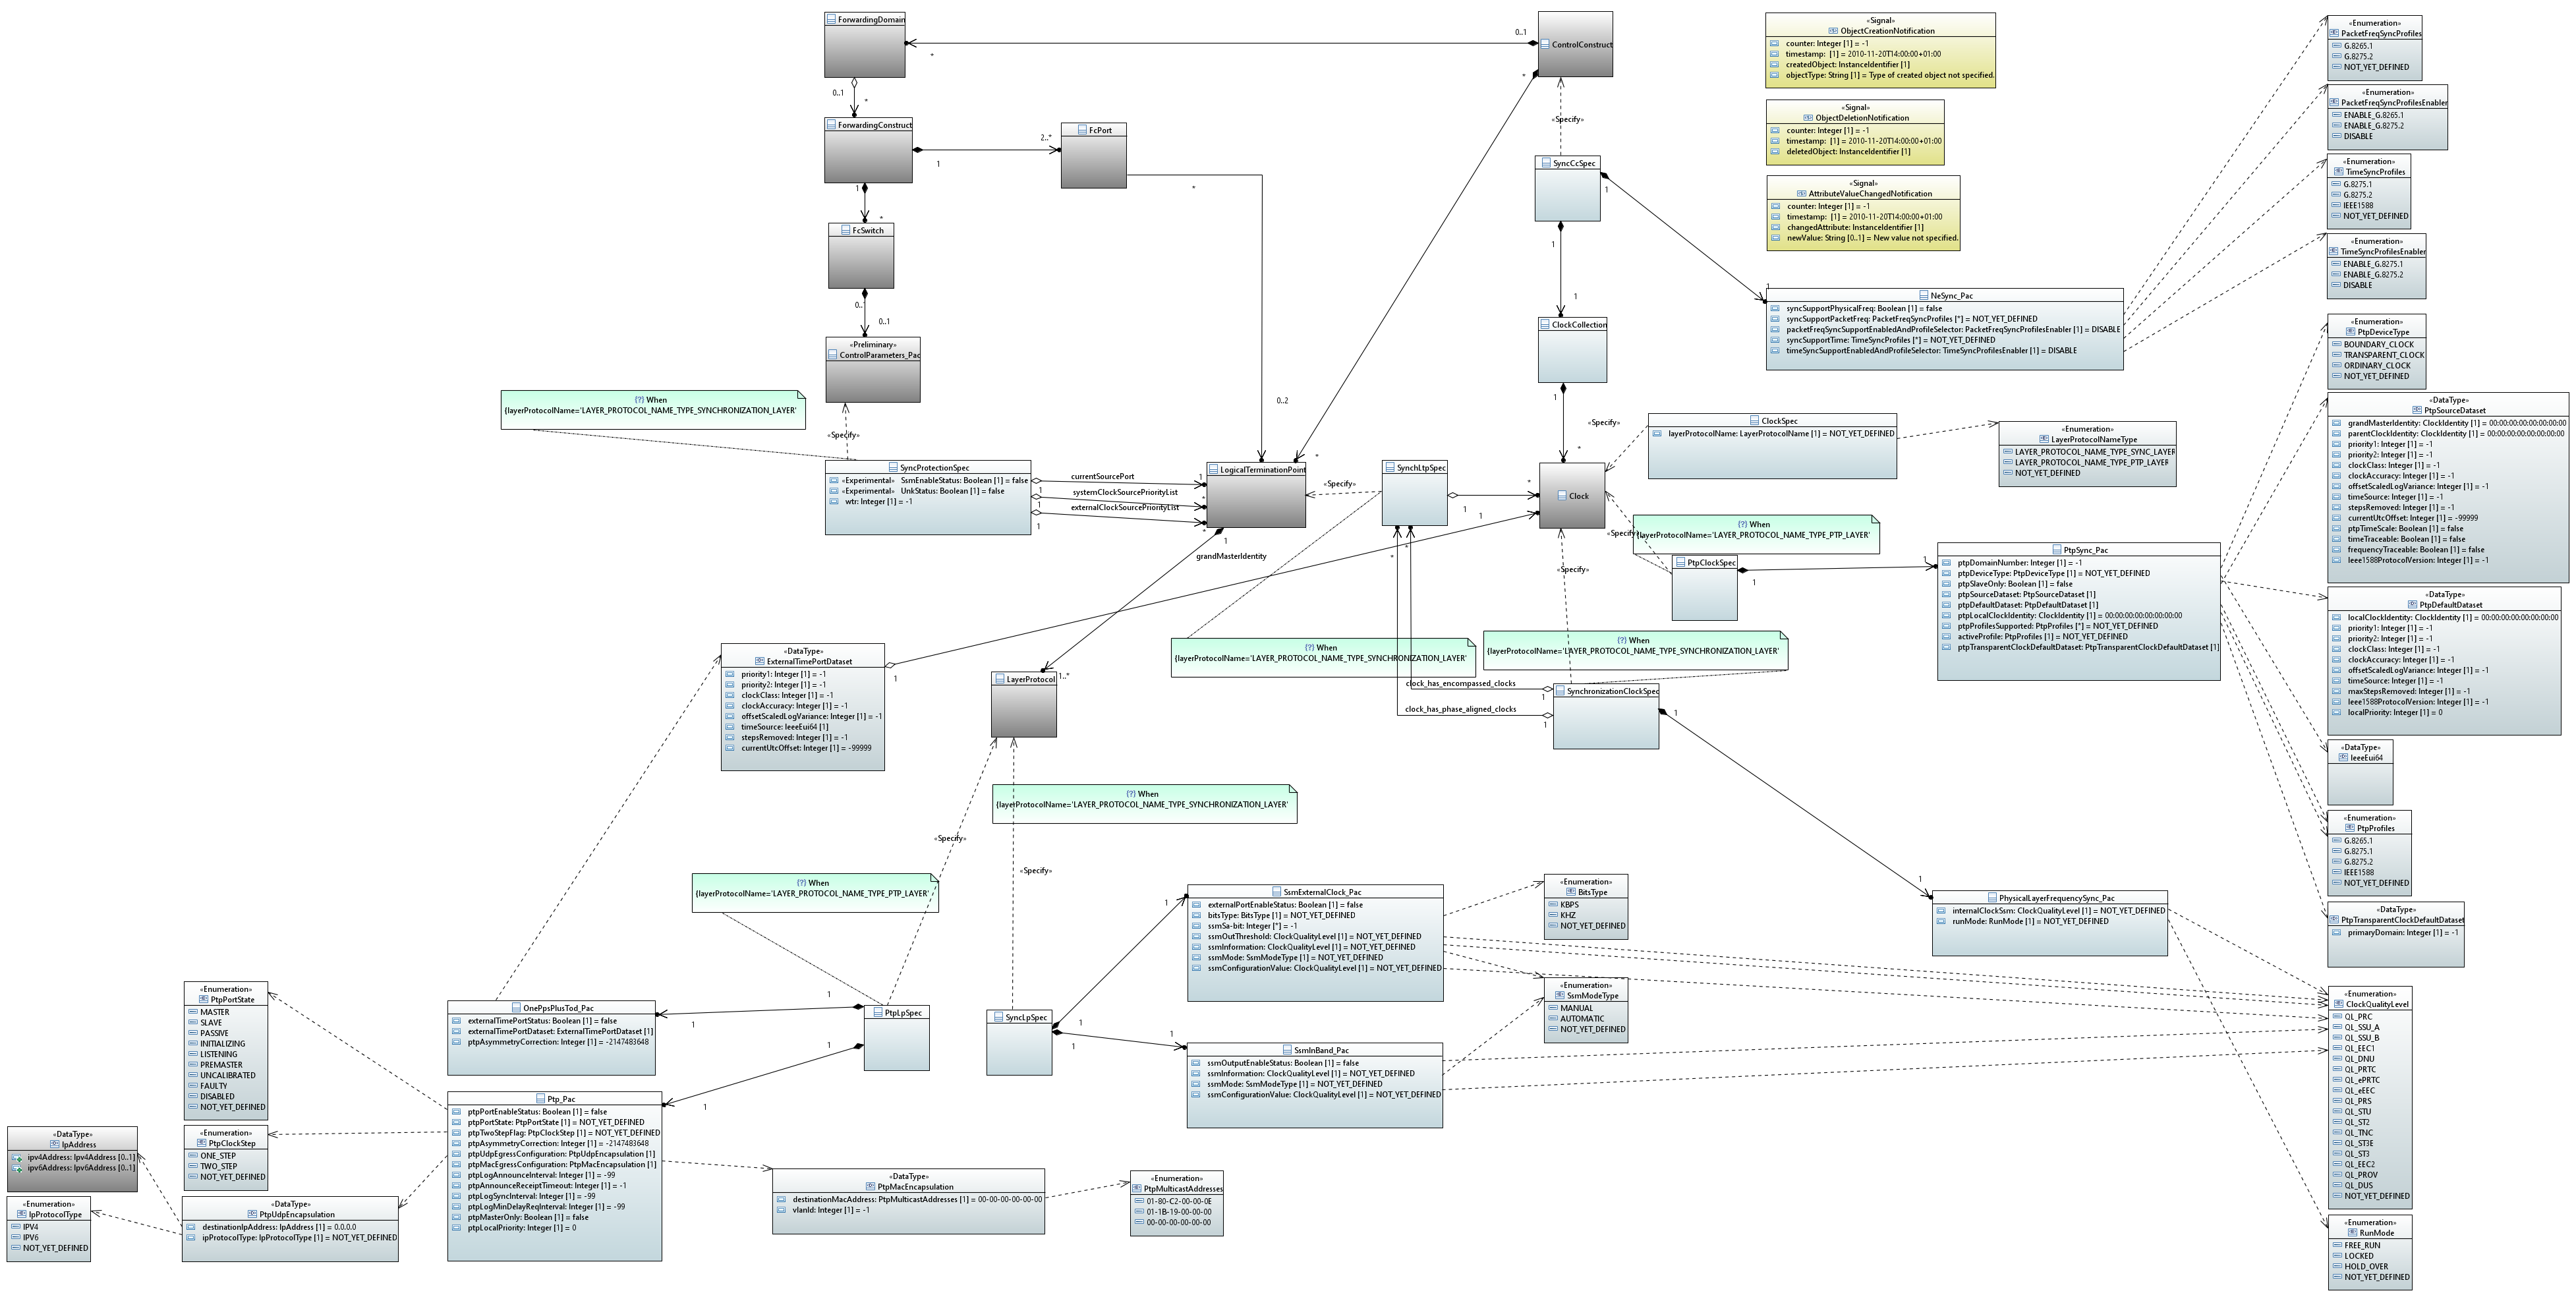 ForwardingDomain
0..1
*
ControlConstruct
0..1
*
ForwardingConstruct
1
2..*
FcPort
*
1
*
FcSwitch
0..1
0..1
«Preliminary»
ControlParameters_Pac
{?} When
{layerProtocolName='LAYER_PROTOCOL_NAME_TYPE_SYNCHRONIZATION_LAYER'
«Specify»
SyncProtectionSpec
«Experimental» SsmEnableStatus: Boolean [1] = false
«Experimental» UnkStatus: Boolean [1] = false
wtr: Integer [1] = -1
currentSourcePort
1
1
systemClockSourcePriorityList
*
1
externalClockSourcePriorityList
*
1
0..2
*
LogicalTerminationPoint
1
grandMasterIdentity
«Specify»
SynchLtpSpec
1
*
1
«Specify»
SyncCcSpec
1
1
1
ClockCollection
1
*
Clock
«Signal»
ObjectCreationNotification
counter: Integer [1] = -1
timestamp: [1] = 2010-11-20T14:00:00+01:00
createdObject: InstanceIdentifier [1]
objectType: String [1] = Type of created object not specified.
«Signal»
ObjectDeletionNotification
counter: Integer [1] = -1
timestamp: [1] = 2010-11-20T14:00:00+01:00
deletedObject: InstanceIdentifier [1]
«Signal»
AttributeValueChangedNotification
counter: Integer [1] = -1
timestamp: [1] = 2010-11-20T14:00:00+01:00
changedAttribute: InstanceIdentifier [1]
newValue: String [0..1] = New value not specified.
1
NeSync_Pac
syncSupportPhysicalFreq: Boolean [1] = false
syncSupportPacketFreq: PacketFreqSyncProfiles [*] = NOT_YET_DEFINED
packetFreqSyncSupportEnabledAndProfileSelector: PacketFreqSyncProfilesEnabler [1] = DISABLE
syncSupportTime: TimeSyncProfiles [*] = NOT_YET_DEFINED
timeSyncSupportEnabledAndProfileSelector: TimeSyncProfilesEnabler [1] = DISABLE
«Enumeration»
PacketFreqSyncProfiles
G.8265.1
G.8275.2
NOT_YET_DEFINED
«Enumeration»
PacketFreqSyncProfilesEnabler
ENABLE_G.8265.1
ENABLE_G.8275.2
DISABLE
«Enumeration»
TimeSyncProfiles
G.8275.1
G.8275.2
IEEE1588
NOT_YET_DEFINED
«Enumeration»
TimeSyncProfilesEnabler
ENABLE_G.8275.1
ENABLE_G.8275.2
DISABLE
«Enumeration»
PtpDeviceType
BOUNDARY_CLOCK
TRANSPARENT_CLOCK
ORDINARY_CLOCK
NOT_YET_DEFINED
«Specify»
ClockSpec
layerProtocolName: LayerProtocolName [1] = NOT_YET_DEFINED
«Enumeration»
LayerProtocolNameType
LAYER_PROTOCOL_NAME_TYPE_SYNC_LAYER
LAYER_PROTOCOL_NAME_TYPE_PTP_LAYER
NOT_YET_DEFINED
«DataType»
PtpSourceDataset
grandMasterIdentity: ClockIdentity [1] = 00:00:00:00:00:00:00:00
parentClockIdentity: ClockIdentity [1] = 00:00:00:00:00:00:00:00
priority1: Integer [1] = -1
priority2: Integer [1] = -1
clockClass: Integer [1] = -1
clockAccuracy: Integer [1] = -1
offsetScaledLogVariance: Integer [1] = -1
timeSource: Integer [1] = -1
stepsRemoved: Integer [1] = -1
currentUtcOffset: Integer [1] = -99999
ptpTimeScale: Boolean [1] = false
timeTraceable: Boolean [1] = false
frequencyTraceable: Boolean [1] = false
Ieee1588ProtocolVersion: Integer [1] = -1
{?} When
{layerProtocolName='LAYER_PROTOCOL_NAME_TYPE_PTP_LAYER'
«Specify»
PtpClockSpec
1
1
PtpSync_Pac
ptpDomainNumber: Integer [1] = -1
ptpDeviceType: PtpDeviceType [1] = NOT_YET_DEFINED
ptpSlaveOnly: Boolean [1] = false
ptpSourceDataset: PtpSourceDataset [1]
ptpDefaultDataset: PtpDefaultDataset [1]
ptpLocalClockIdentity: ClockIdentity [1] = 00:00:00:00:00:00:00:00
ptpProfilesSupported: PtpProfiles [*] = NOT_YET_DEFINED
activeProfile: PtpProfiles [1] = NOT_YET_DEFINED
ptpTransparentClockDefaultDataset: PtpTransparentClockDefaultDataset [1]
«DataType»
PtpDefaultDataset
localClockIdentity: ClockIdentity [1] = 00:00:00:00:00:00:00:00
priority1: Integer [1] = -1
priority2: Integer [1] = -1
clockClass: Integer [1] = -1
clockAccuracy: Integer [1] = -1
offsetScaledLogVariance: Integer [1] = -1
timeSource: Integer [1] = -1
maxStepsRemoved: Integer [1] = -1
Ieee1588ProtocolVersion: Integer [1] = -1
localPriority: Integer [1] = 0
«Specify»
*
*
{?} When
{layerProtocolName='LAYER_PROTOCOL_NAME_TYPE_SYNCHRONIZATION_LAYER'
{?} When
{layerProtocolName='LAYER_PROTOCOL_NAME_TYPE_SYNCHRONIZATION_LAYER'
clock_has_encompassed_clocks
1
clock_has_phase_aligned_clocks
1
SynchronizationClockSpec
1
«DataType»
ExternalTimePortDataset
priority1: Integer [1] = -1
priority2: Integer [1] = -1
clockClass: Integer [1] = -1
clockAccuracy: Integer [1] = -1
offsetScaledLogVariance: Integer [1] = -1
timeSource: IeeeEui64 [1]
stepsRemoved: Integer [1] = -1
currentUtcOffset: Integer [1] = -99999
1
LayerProtocol
1..*
«DataType»
IeeeEui64
«Enumeration»
PtpProfiles
G.8265.1
G.8275.1
G.8275.2
IEEE1588
NOT_YET_DEFINED
«DataType»
PtpTransparentClockDefaultDataset
primaryDomain: Integer [1] = -1
{?} When
{layerProtocolName='LAYER_PROTOCOL_NAME_TYPE_SYNCHRONIZATION_LAYER'
«Specify»
«Specify»
{?} When
{layerProtocolName='LAYER_PROTOCOL_NAME_TYPE_PTP_LAYER'
1
SsmExternalClock_Pac
externalPortEnableStatus: Boolean [1] = false
bitsType: BitsType [1] = NOT_YET_DEFINED
ssmSa-bit: Integer [*] = -1
ssmOutThreshold: ClockQualityLevel [1] = NOT_YET_DEFINED
ssmInformation: ClockQualityLevel [1] = NOT_YET_DEFINED
ssmMode: SsmModeType [1] = NOT_YET_DEFINED
ssmConfigurationValue: ClockQualityLevel [1] = NOT_YET_DEFINED
«Enumeration»
BitsType
KBPS
KHZ
NOT_YET_DEFINED
«Enumeration»
SsmModeType
MANUAL
AUTOMATIC
NOT_YET_DEFINED
1
PhysicalLayerFrequencySync_Pac
internalClockSsm: ClockQualityLevel [1] = NOT_YET_DEFINED
runMode: RunMode [1] = NOT_YET_DEFINED
«Enumeration»
PtpPortState
MASTER
SLAVE
PASSIVE
INITIALIZING
LISTENING
PREMASTER
UNCALIBRATED
FAULTY
DISABLED
NOT_YET_DEFINED
OnePpsPlusTod_Pac
externalTimePortStatus: Boolean [1] = false
externalTimePortDataset: ExternalTimePortDataset [1]
ptpAsymmetryCorrection: Integer [1] = -2147483648
1
1
PtpLpSpec
1
1
SyncLpSpec
1
1
1
SsmInBand_Pac
ssmOutputEnableStatus: Boolean [1] = false
ssmInformation: ClockQualityLevel [1] = NOT_YET_DEFINED
ssmMode: SsmModeType [1] = NOT_YET_DEFINED
ssmConfigurationValue: ClockQualityLevel [1] = NOT_YET_DEFINED
«Enumeration»
ClockQualityLevel
QL_PRC
QL_SSU_A
QL_SSU_B
QL_EEC1
QL_DNU
QL_PRTC
QL_ePRTC
QL_eEEC
QL_PRS
QL_STU
QL_ST2
QL_TNC
QL_ST3E
QL_ST3
QL_EEC2
QL_PROV
QL_DUS
NOT_YET_DEFINED
Ptp_Pac
ptpPortEnableStatus: Boolean [1] = false
ptpPortState: PtpPortState [1] = NOT_YET_DEFINED
ptpTwoStepFlag: PtpClockStep [1] = NOT_YET_DEFINED
ptpAsymmetryCorrection: Integer [1] = -2147483648
ptpUdpEgressConfiguration: PtpUdpEncapsulation [1]
ptpMacEgressConfiguration: PtpMacEncapsulation [1]
ptpLogAnnounceInterval: Integer [1] = -99
ptpAnnounceReceiptTimeout: Integer [1] = -1
ptpLogSyncInterval: Integer [1] = -99
ptpLogMinDelayReqInterval: Integer [1] = -99
ptpMasterOnly: Boolean [1] = false
ptpLocalPriority: Integer [1] = 0
«Enumeration»
PtpClockStep
ONE_STEP
TWO_STEP
NOT_YET_DEFINED
«DataType»
IpAddress
ipv4Address: Ipv4Address [0..1]
ipv6Address: Ipv6Address [0..1]
«Enumeration»
IpProtocolType
IPV4
IPV6
NOT_YET_DEFINED
«DataType»
PtpUdpEncapsulation
destinationIpAddress: IpAddress [1] = 0.0.0.0
ipProtocolType: IpProtocolType [1] = NOT_YET_DEFINED
«DataType»
PtpMacEncapsulation
destinationMacAddress: PtpMulticastAddresses [1] = 00-00-00-00-00-00
vlanId: Integer [1] = -1
«Enumeration»
PtpMulticastAddresses
01-80-C2-00-00-0E
01-1B-19-00-00-00
00-00-00-00-00-00
«Enumeration»
RunMode
FREE_RUN
LOCKED
HOLD_OVER
NOT_YET_DEFINED